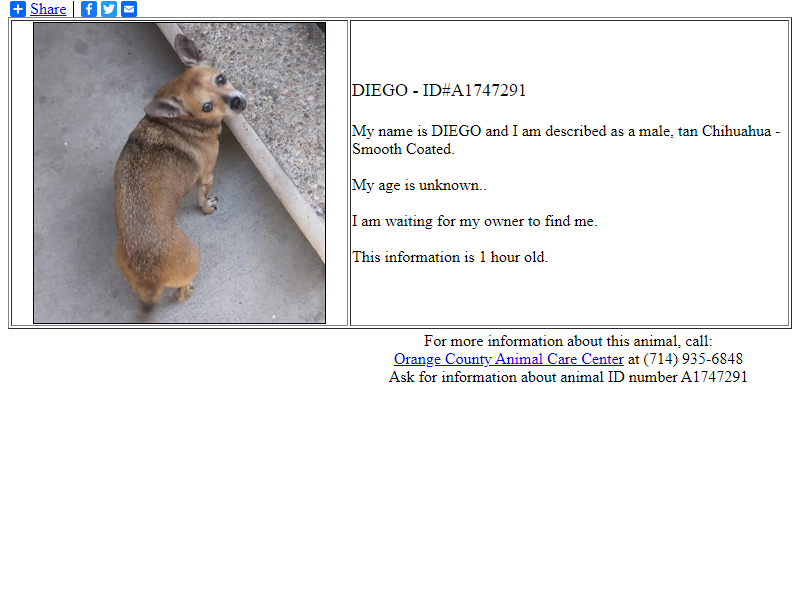 Share |
DIEGO - ID#A1747291
My name is DIEGO and I am described as a male, tan Chihuahua -
Smooth Coated.
My age is unknown..
I am waiting for my owner to find me.
This information is 1 hour old.
For more information about this animal, call:
Orange County Animal Care Center at (714) 935-6848
Ask for information about animal ID number A1747291